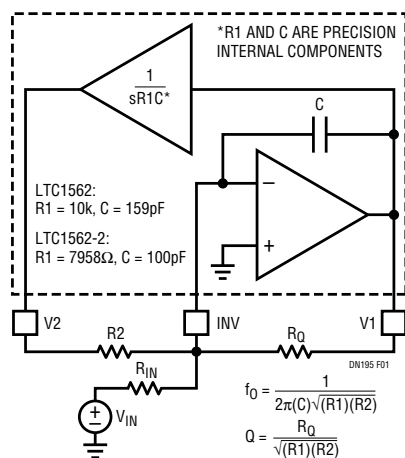 *R1 AND C ARE PRECISION
INTERNAL COMPONENTS
1
sR1C*
C
−
+
LTC1562:
R1 = 10k, C = 159pF
LTC1562-2:
R1 = 7958Ω, C = 100pF
V2
INV
V1
R2
RQ
RIN
DN195 F01
+
−
VIN
fO = 1 / 2π(C)√(R1)(R2)
Q = RQ / √(R1)(R2)